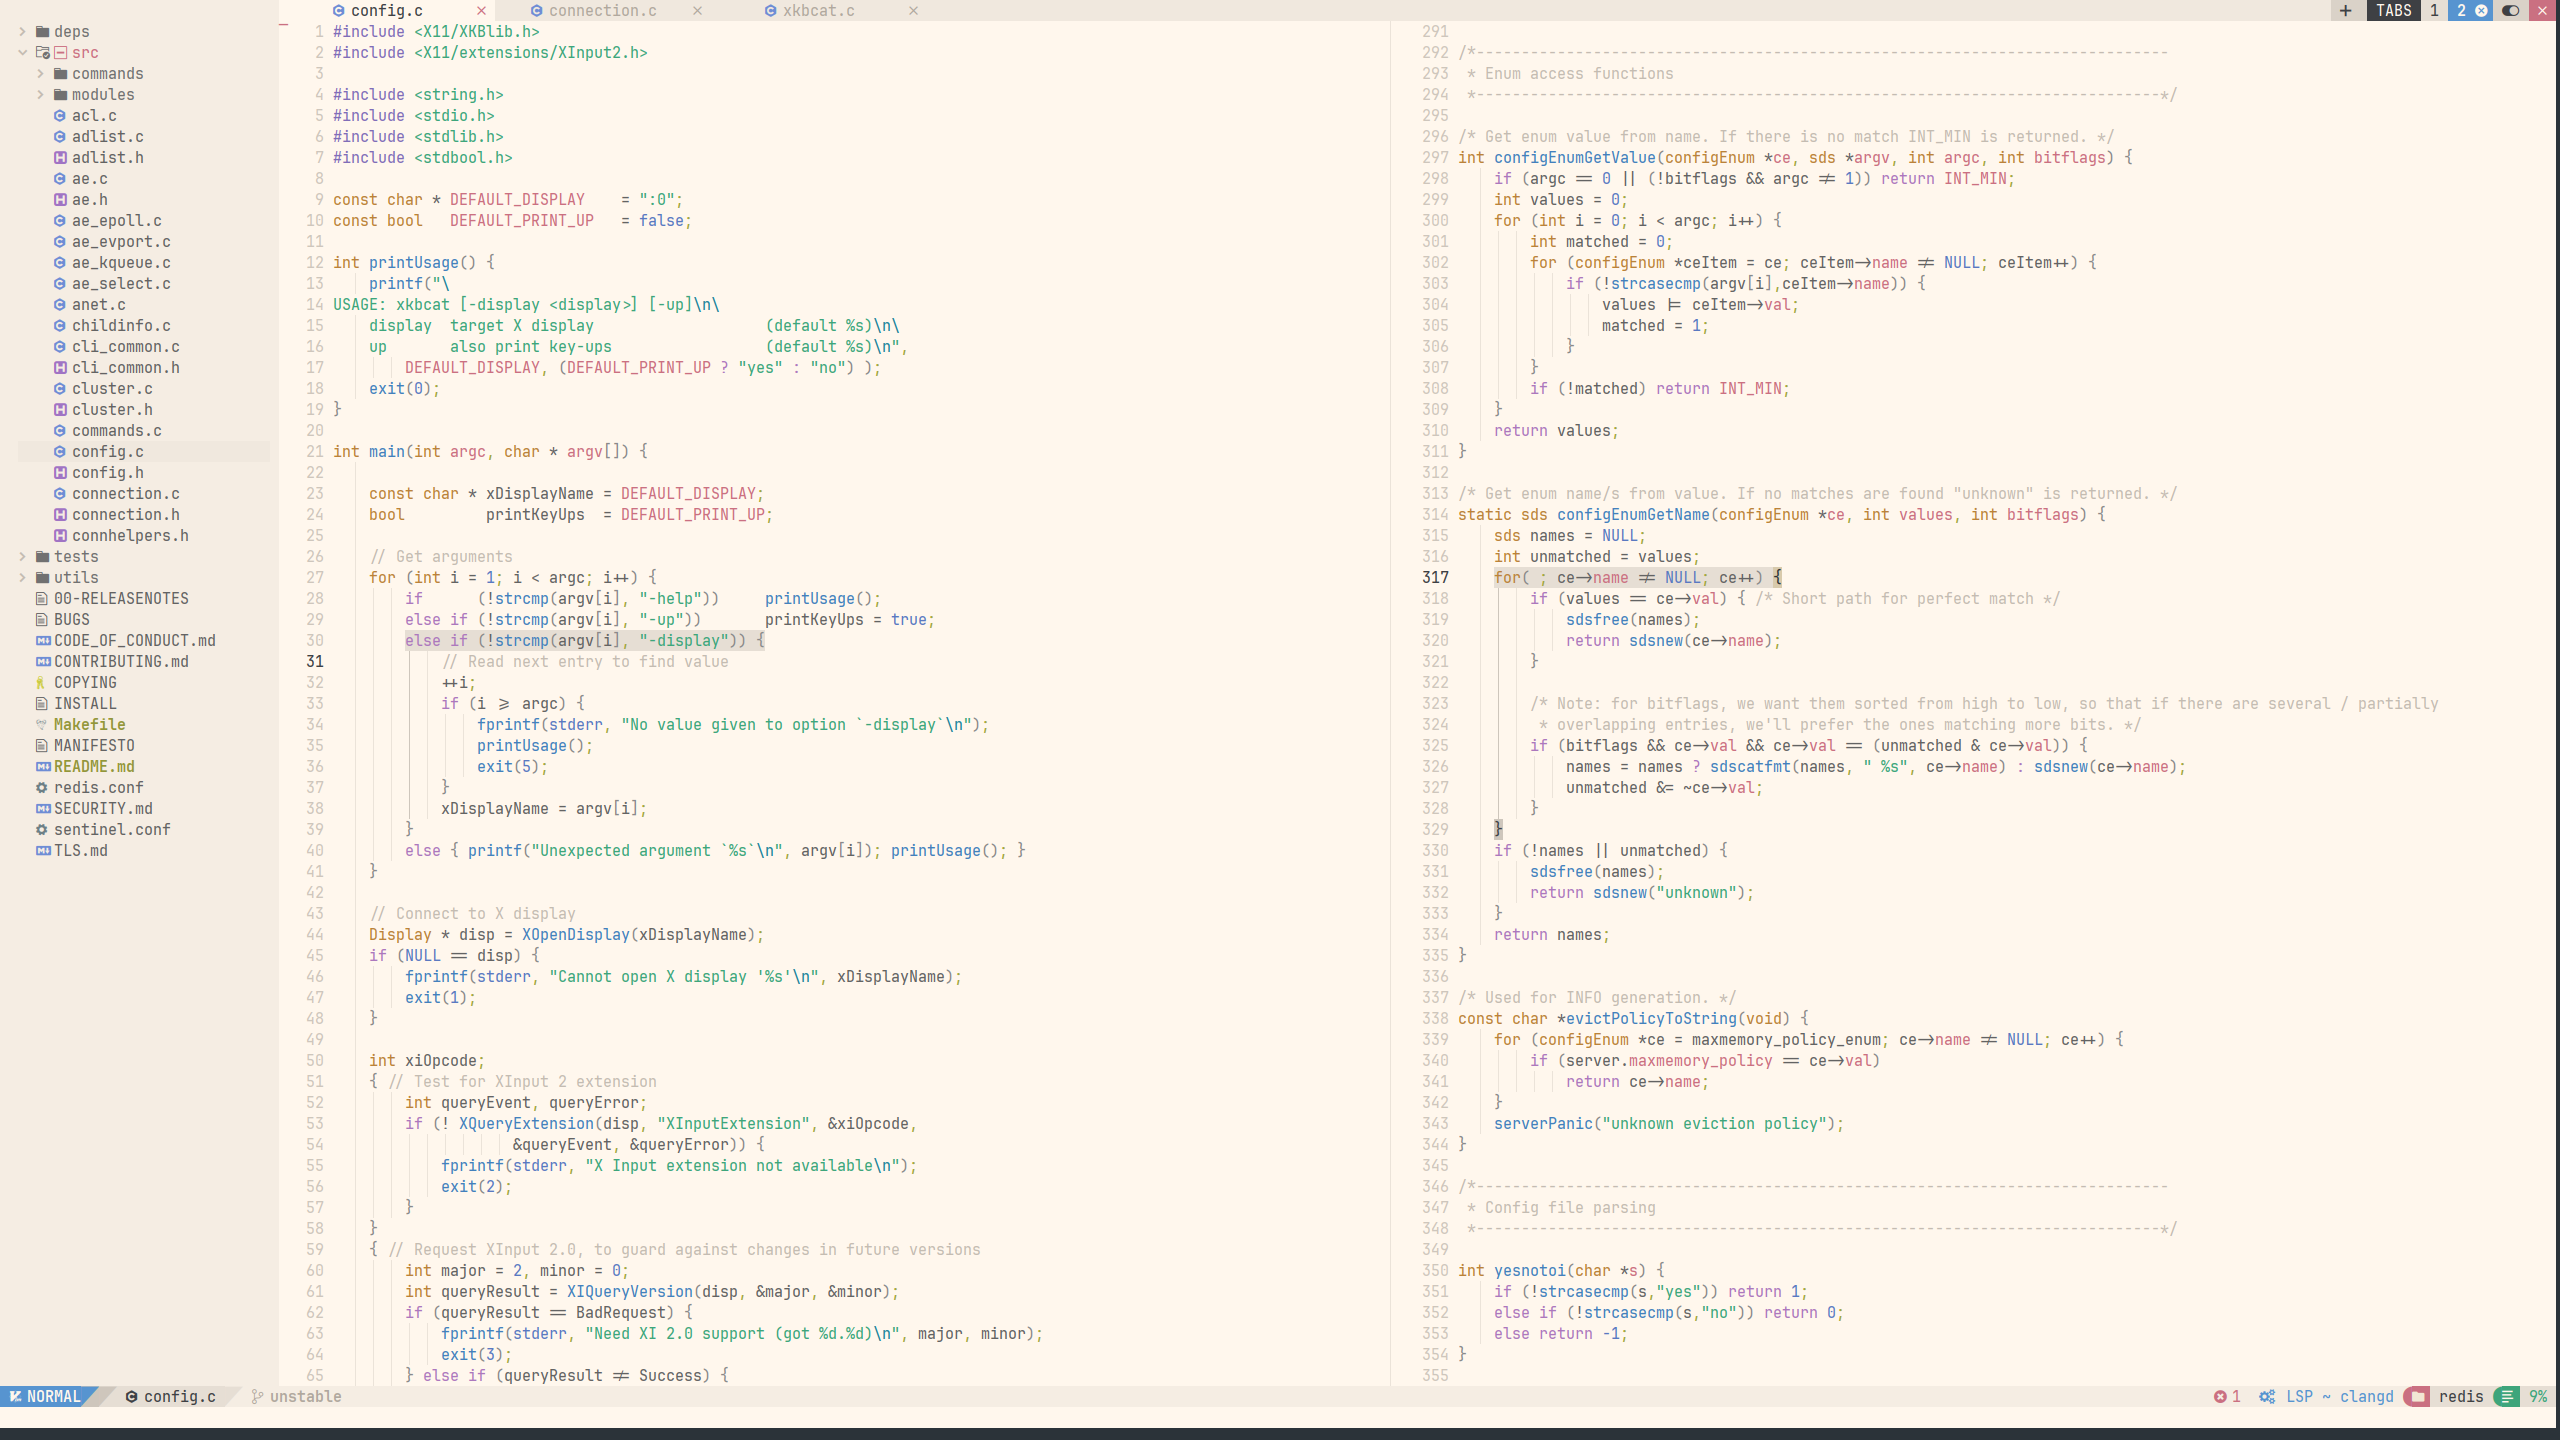 config.c
connection.c
xkbcat.c
TABS 1 2
deps
src
commands
modules
acl.c
adlist.c
adlist.h
ae.c
ae.h
ae_epoll.c
ae_evport.c
ae_kqueue.c
ae_select.c
anet.c
childinfo.c
cli_common.c
cli_common.h
cluster.c
cluster.h
commands.c
config.c
config.h
connection.c
connection.h
connhelpers.h
tests
utils
00-RELEASENOTES
BUGS
CODE_OF_CONDUCT.md
CONTRIBUTING.md
COPYING
INSTALL
Makefile
MANIFESTO
README.md
redis.conf
SECURITY.md
sentinel.conf
TLS.md
1 #include <X11/XKBlib.h>
2 #include <X11/extensions/XInput2.h>
3
4 #include <string.h>
5 #include <stdio.h>
6 #include <stdlib.h>
7 #include <stdbool.h>
8
9 const char * DEFAULT_DISPLAY    = ":0";
10 const bool   DEFAULT_PRINT_UP   = false;
11
12 int printUsage() {
13     printf("\
14 USAGE: xkbcat [-display <display>] [-up]\n\
15     display  target X display                   (default %s)\n\
16     up       also print key-ups                 (default %s)\n",
17         DEFAULT_DISPLAY, (DEFAULT_PRINT_UP ? "yes" : "no") );
18     exit(0);
19 }
20
21 int main(int argc, char * argv[]) {
22
23     const char * xDisplayName = DEFAULT_DISPLAY;
24     bool         printKeyUps  = DEFAULT_PRINT_UP;
25
26     // Get arguments
27     for (int i = 1; i < argc; i++) {
28         if      (!strcmp(argv[i], "-help"))     printUsage();
29         else if (!strcmp(argv[i], "-up"))       printKeyUps = true;
30         else if (!strcmp(argv[i], "-display")) {
31             // Read next entry to find value
32             ++i;
33             if (i >= argc) {
34                 fprintf(stderr, "No value given to option `-display`\n");
35                 printUsage();
36                 exit(5);
37             }
38             xDisplayName = argv[i];
39         }
40         else { printf("Unexpected argument `%s`\n", argv[i]); printUsage(); }
41     }
42
43     // Connect to X display
44     Display * disp = XOpenDisplay(xDisplayName);
45     if (NULL == disp) {
46         fprintf(stderr, "Cannot open X display '%s'\n", xDisplayName);
47         exit(1);
48     }
49
50     int xiOpcode;
51     { // Test for XInput 2 extension
52         int queryEvent, queryError;
53         if (! XQueryExtension(disp, "XInputExtension", &xiOpcode,
54                     &queryEvent, &queryError)) {
55             fprintf(stderr, "X Input extension not available\n");
56             exit(2);
57         }
58     }
59     { // Request XInput 2.0, to guard against changes in future versions
60         int major = 2, minor = 0;
61         int queryResult = XIQueryVersion(disp, &major, &minor);
62         if (queryResult == BadRequest) {
63             fprintf(stderr, "Need XI 2.0 support (got %d.%d)\n", major, minor);
64             exit(3);
65         } else if (queryResult != Success) {
291
292 /*-----------------------------------------------------------------------------
293  * Enum access functions
294  *----------------------------------------------------------------------------*/
295
296 /* Get enum value from name. If there is no match INT_MIN is returned. */
297 int configEnumGetValue(configEnum *ce, sds *argv, int argc, int bitflags) {
298     if (argc == 0 || (!bitflags && argc != 1)) return INT_MIN;
299     int values = 0;
300     for (int i = 0; i < argc; i++) {
301         int matched = 0;
302         for (configEnum *ceItem = ce; ceItem->name != NULL; ceItem++) {
303             if (!strcasecmp(argv[i],ceItem->name)) {
304                 values |= ceItem->val;
305                 matched = 1;
306             }
307         }
308         if (!matched) return INT_MIN;
309     }
310     return values;
311 }
312
313 /* Get enum name/s from value. If no matches are found "unknown" is returned. */
314 static sds configEnumGetName(configEnum *ce, int values, int bitflags) {
315     sds names = NULL;
316     int unmatched = values;
317     for( ; ce->name != NULL; ce++) {
318         if (values == ce->val) { /* Short path for perfect match */
319             sdsfree(names);
320             return sdsnew(ce->name);
321         }
322
323         /* Note: for bitflags, we want them sorted from high to low, so that if there are several / partially
324          * overlapping entries, we'll prefer the ones matching more bits. */
325         if (bitflags && ce->val && ce->val == (unmatched & ce->val)) {
326             names = names ? sdscatfmt(names, " %s", ce->name) : sdsnew(ce->name);
327             unmatched &= ~ce->val;
328         }
329     }
330     if (!names || unmatched) {
331         sdsfree(names);
332         return sdsnew("unknown");
333     }
334     return names;
335 }
336
337 /* Used for INFO generation. */
338 const char *evictPolicyToString(void) {
339     for (configEnum *ce = maxmemory_policy_enum; ce->name != NULL; ce++) {
340         if (server.maxmemory_policy == ce->val)
341             return ce->name;
342     }
343     serverPanic("unknown eviction policy");
344 }
345
346 /*-----------------------------------------------------------------------------
347  * Config file parsing
348  *----------------------------------------------------------------------------*/
349
350 int yesnotoi(char *s) {
351     if (!strcasecmp(s,"yes")) return 1;
352     else if (!strcasecmp(s,"no")) return 0;
353     else return -1;
354 }
355
NORMAL config.c unstable 1 LSP ~ clangd redis 9%